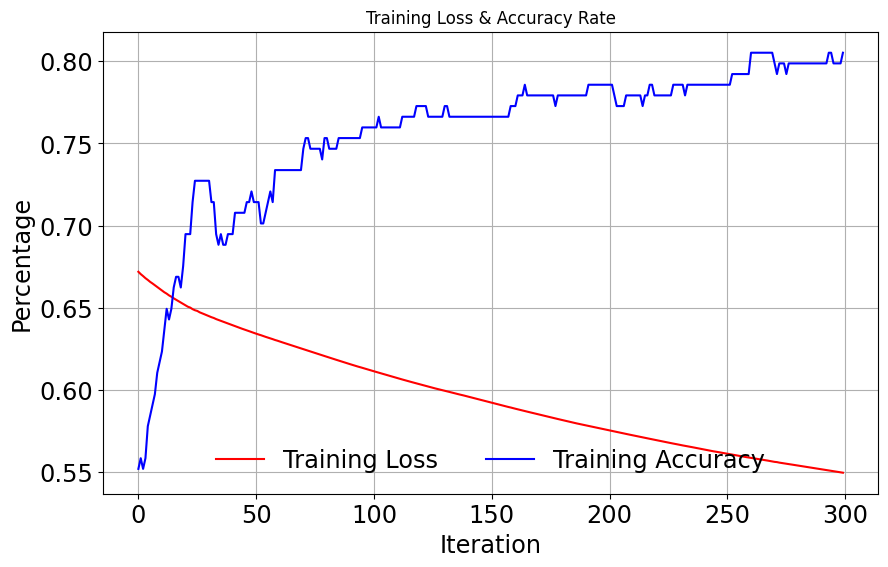 Training Loss & Accuracy Rate
Percentage
0.80
0.75
0.70
0.65
0.60
0.55
Training Loss
Training Accuracy
0 50 100 150 200 250 300
Iteration